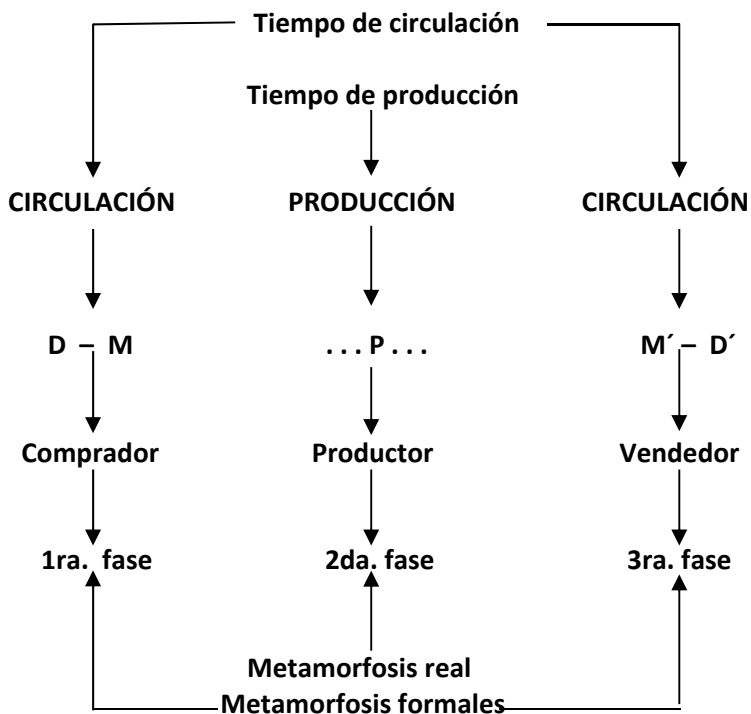 Tiempo de circulación
Tiempo de producción
CIRCULACIÓN PRODUCCIÓN CIRCULACIÓN
D – M . . . P . . . M´ – D´
Comprador Productor Vendedor
1ra. fase 2da. fase 3ra. fase
Metamorfosis real
Metamorfosis formales